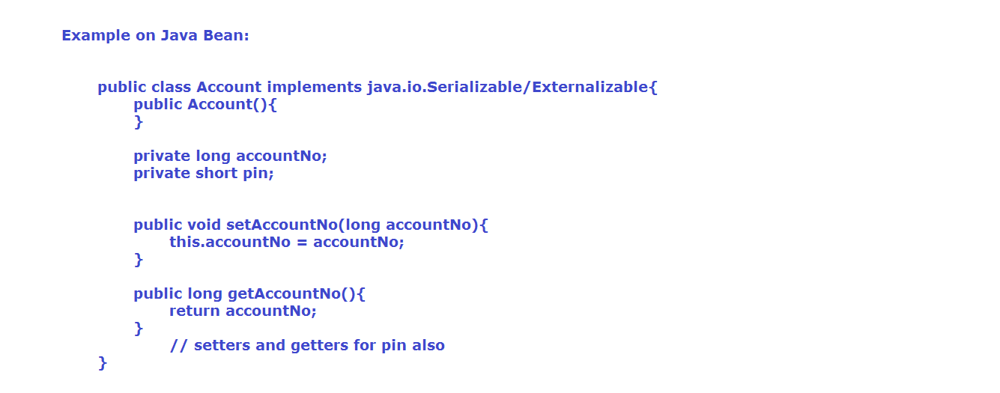 Example on Java Bean:
public class Account implements java.io.Serializable/Externalizable{
public Account(){
}
private long accountNo;
private short pin;
public void setAccountNo(long accountNo){
this.accountNo = accountNo;
}
public long getAccountNo(){
return accountNo;
}
// setters and getters for pin also
}